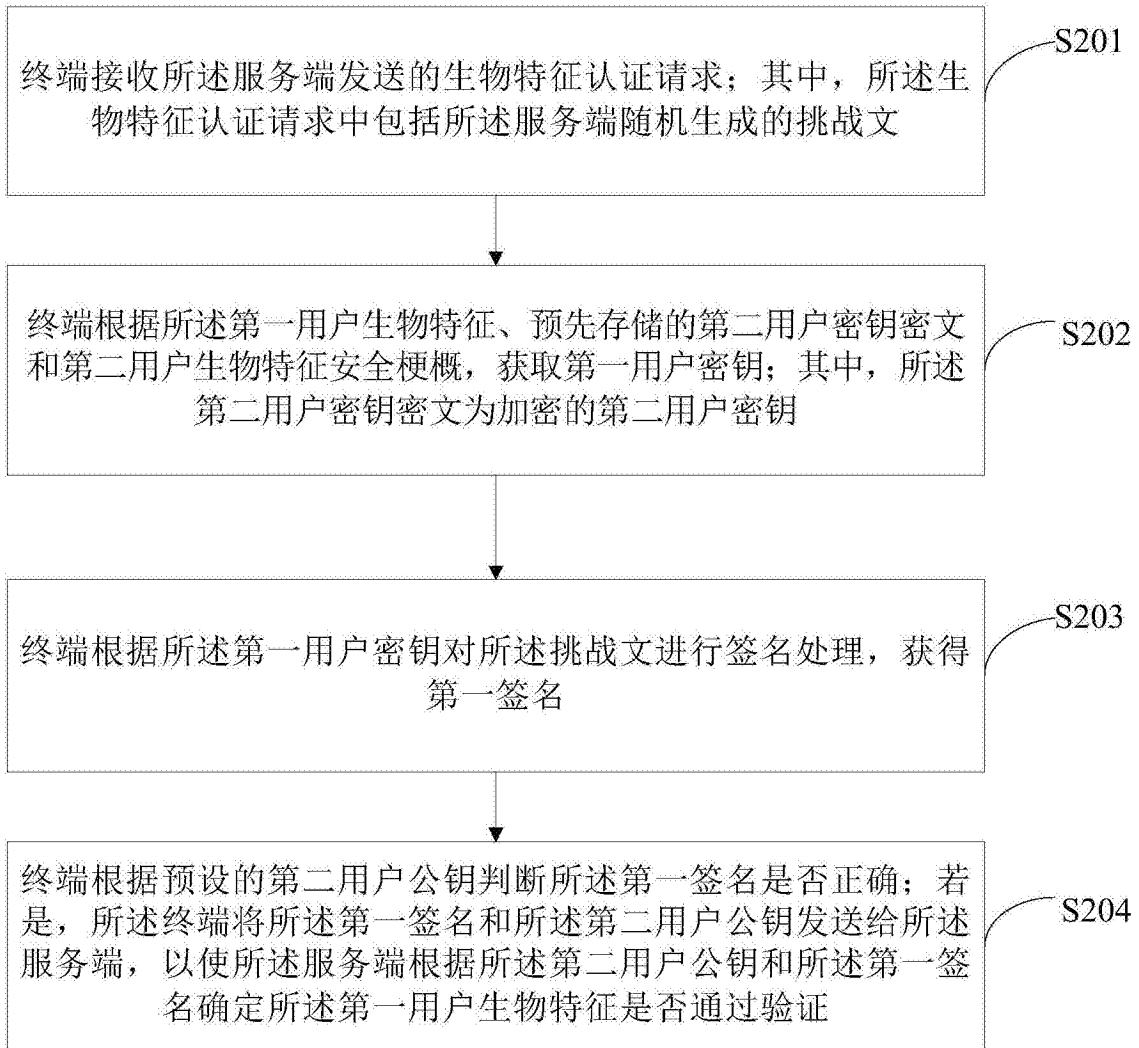 终端接收所述服务端发送的生物特征认证请求；其中，所述生
物特征认证请求中包括所述服务端随机生成的挑战文
S201
终端根据所述第一用户生物特征、预先存储的第二用户密钥密文
和第二用户生物特征安全梗概，获取第一用户密钥；其中，所述
第二用户密钥密文为加密的第二用户密钥
S202
终端根据所述第一用户密钥对所述挑战文进行签名处理，获得
第一签名
S203
终端根据预设的第二用户公钥判断所述第一签名是否正确；若
是，所述终端将所述第一签名和所述第二用户公钥发送给所述
服务端，以使所述服务端根据所述第二用户公钥和所述第一签
名确定所述第一用户生物特征是否通过验证
S204